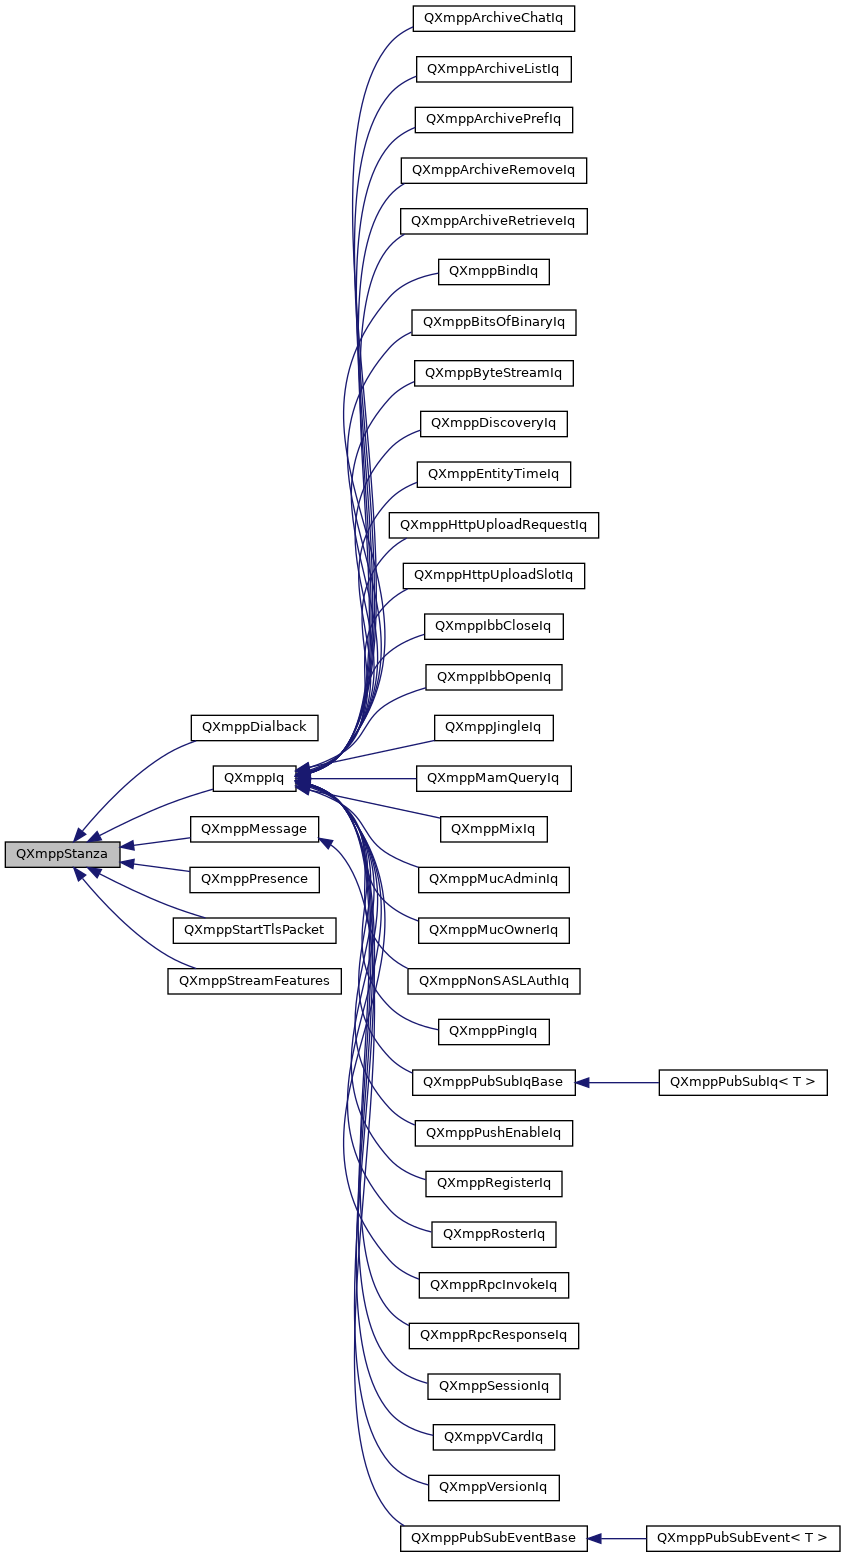 QXmppArchiveChatIq
QXmppArchiveListIq
QXmppArchivePrefIq
QXmppArchiveRemoveIq
QXmppArchiveRetrieveIq
QXmppBindIq
QXmppBitsOfBinaryIq
QXmppByteStreamIq
QXmppDiscoveryIq
QXmppEntityTimeIq
QXmppHttpUploadRequestIq
QXmppHttpUploadSlotIq
QXmppIbbCloseIq
QXmppIbbOpenIq
QXmppDialback
QXmppJingleIq
QXmppIq
QXmppMamQueryIq
QXmppMessage
QXmppMixIq
QXmppStanza
QXmppPresence
QXmppMucAdminIq
QXmppStartTlsPacket
QXmppMucOwnerIq
QXmppStreamFeatures
QXmppNonSASLAuthIq
QXmppPingIq
QXmppPubSubIqBase
QXmppPubSubIq< T >
QXmppPushEnableIq
QXmppRegisterIq
QXmppRosterIq
QXmppRpcInvokeIq
QXmppRpcResponseIq
QXmppSessionIq
QXmppVCardIq
QXmppVersionIq
QXmppPubSubEventBase
QXmppPubSubEvent< T >